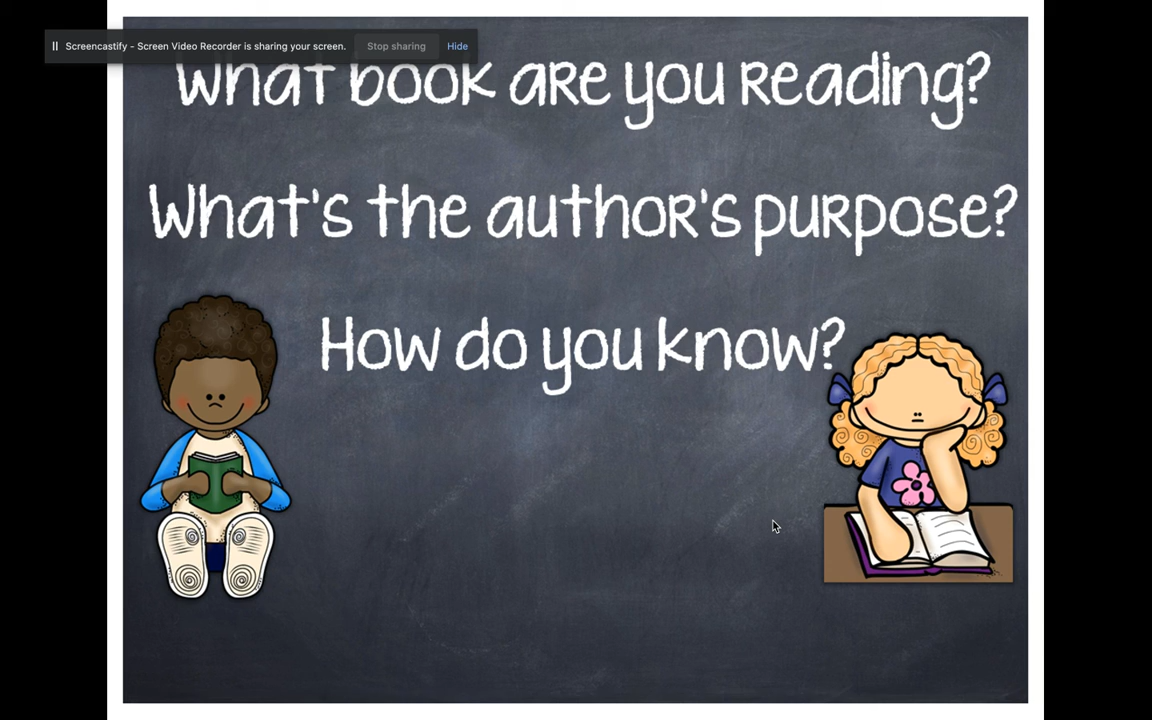 Screencastify - Screen Video Recorder is sharing your screen. Stop sharing Hide
What book are you Reading?
What's the author's purpose?
How do you know?